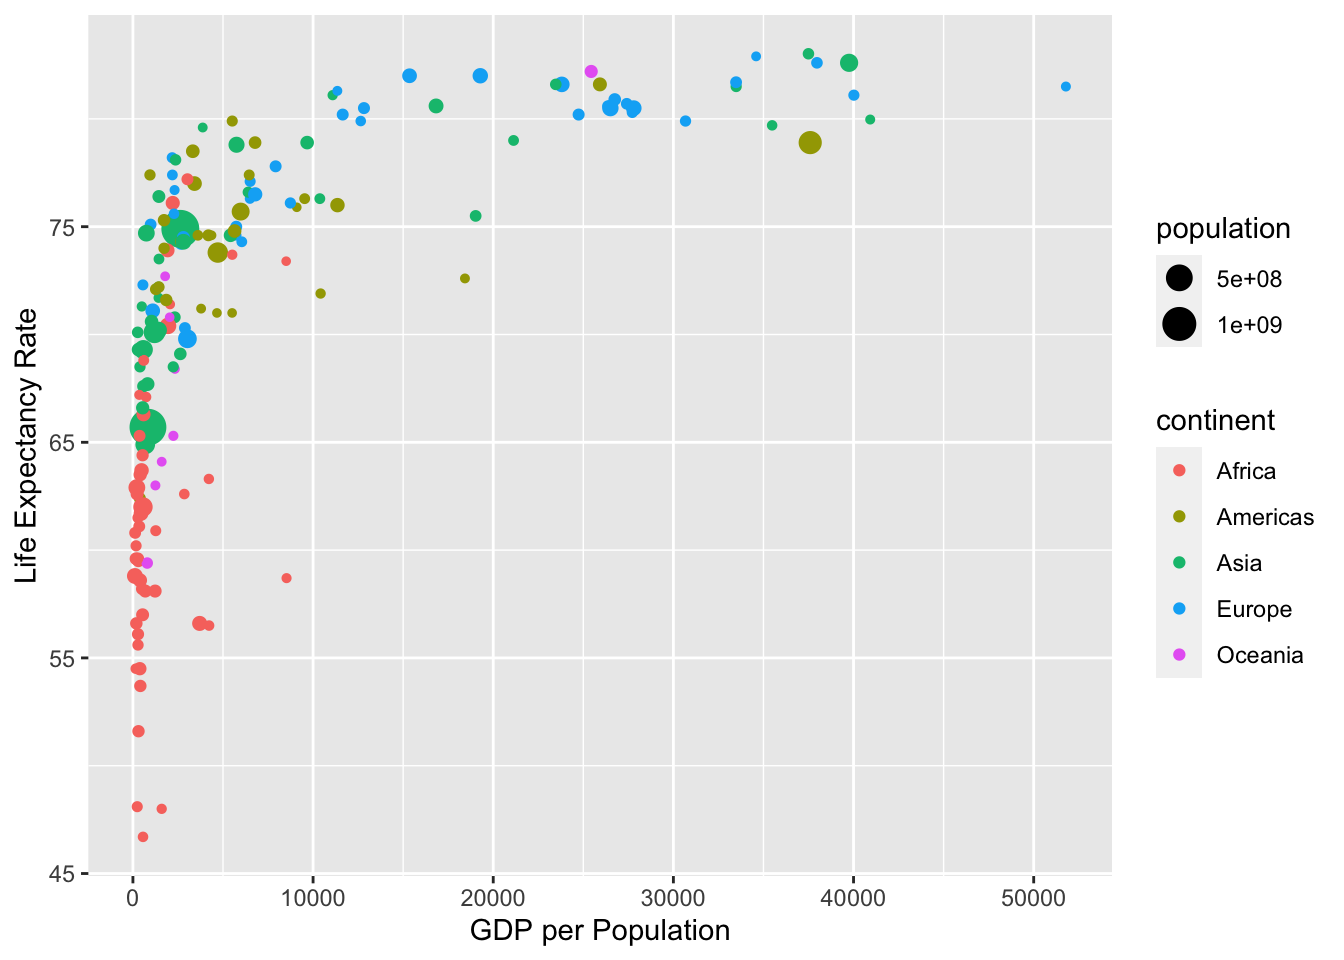 Life Expectancy Rate
75
65
55
45
0 10000 20000 30000 40000 50000
GDP per Population
population
5e+08
1e+09
continent
Africa
Americas
Asia
Europe
Oceania